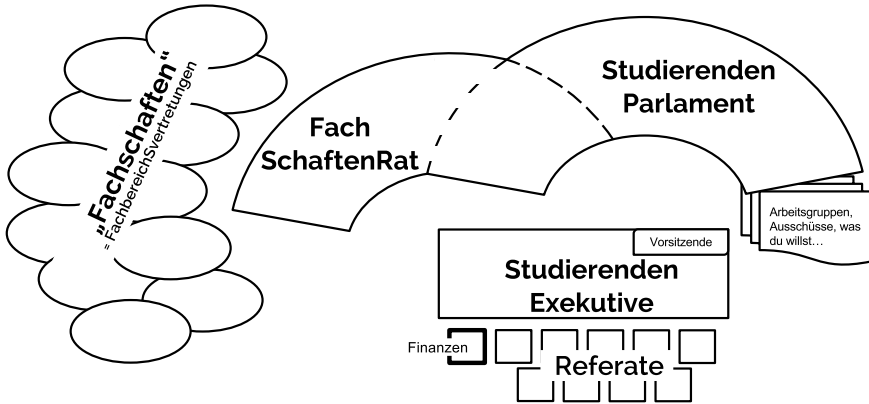 „Fachschaften“
= FachbereichSvertretungen
Fach
SchaftenRat
Studierenden
Parlament
Arbeitsgruppen,
Ausschüsse, was
du willst...
Vorsitzende
Studierenden
Exekutive
Finanzen
Referate